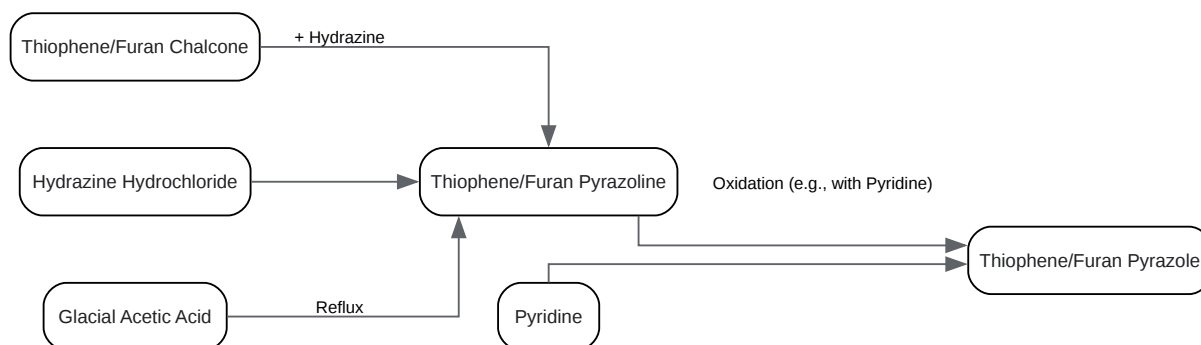 Thiophene/Furan Chalcone
+ Hydrazine
Hydrazine Hydrochloride
Thiophene/Furan Pyrazoline
Oxidation (e.g., with Pyridine)
Thiophene/Furan Pyrazole
Glacial Acetic Acid
Reflux
Pyridine